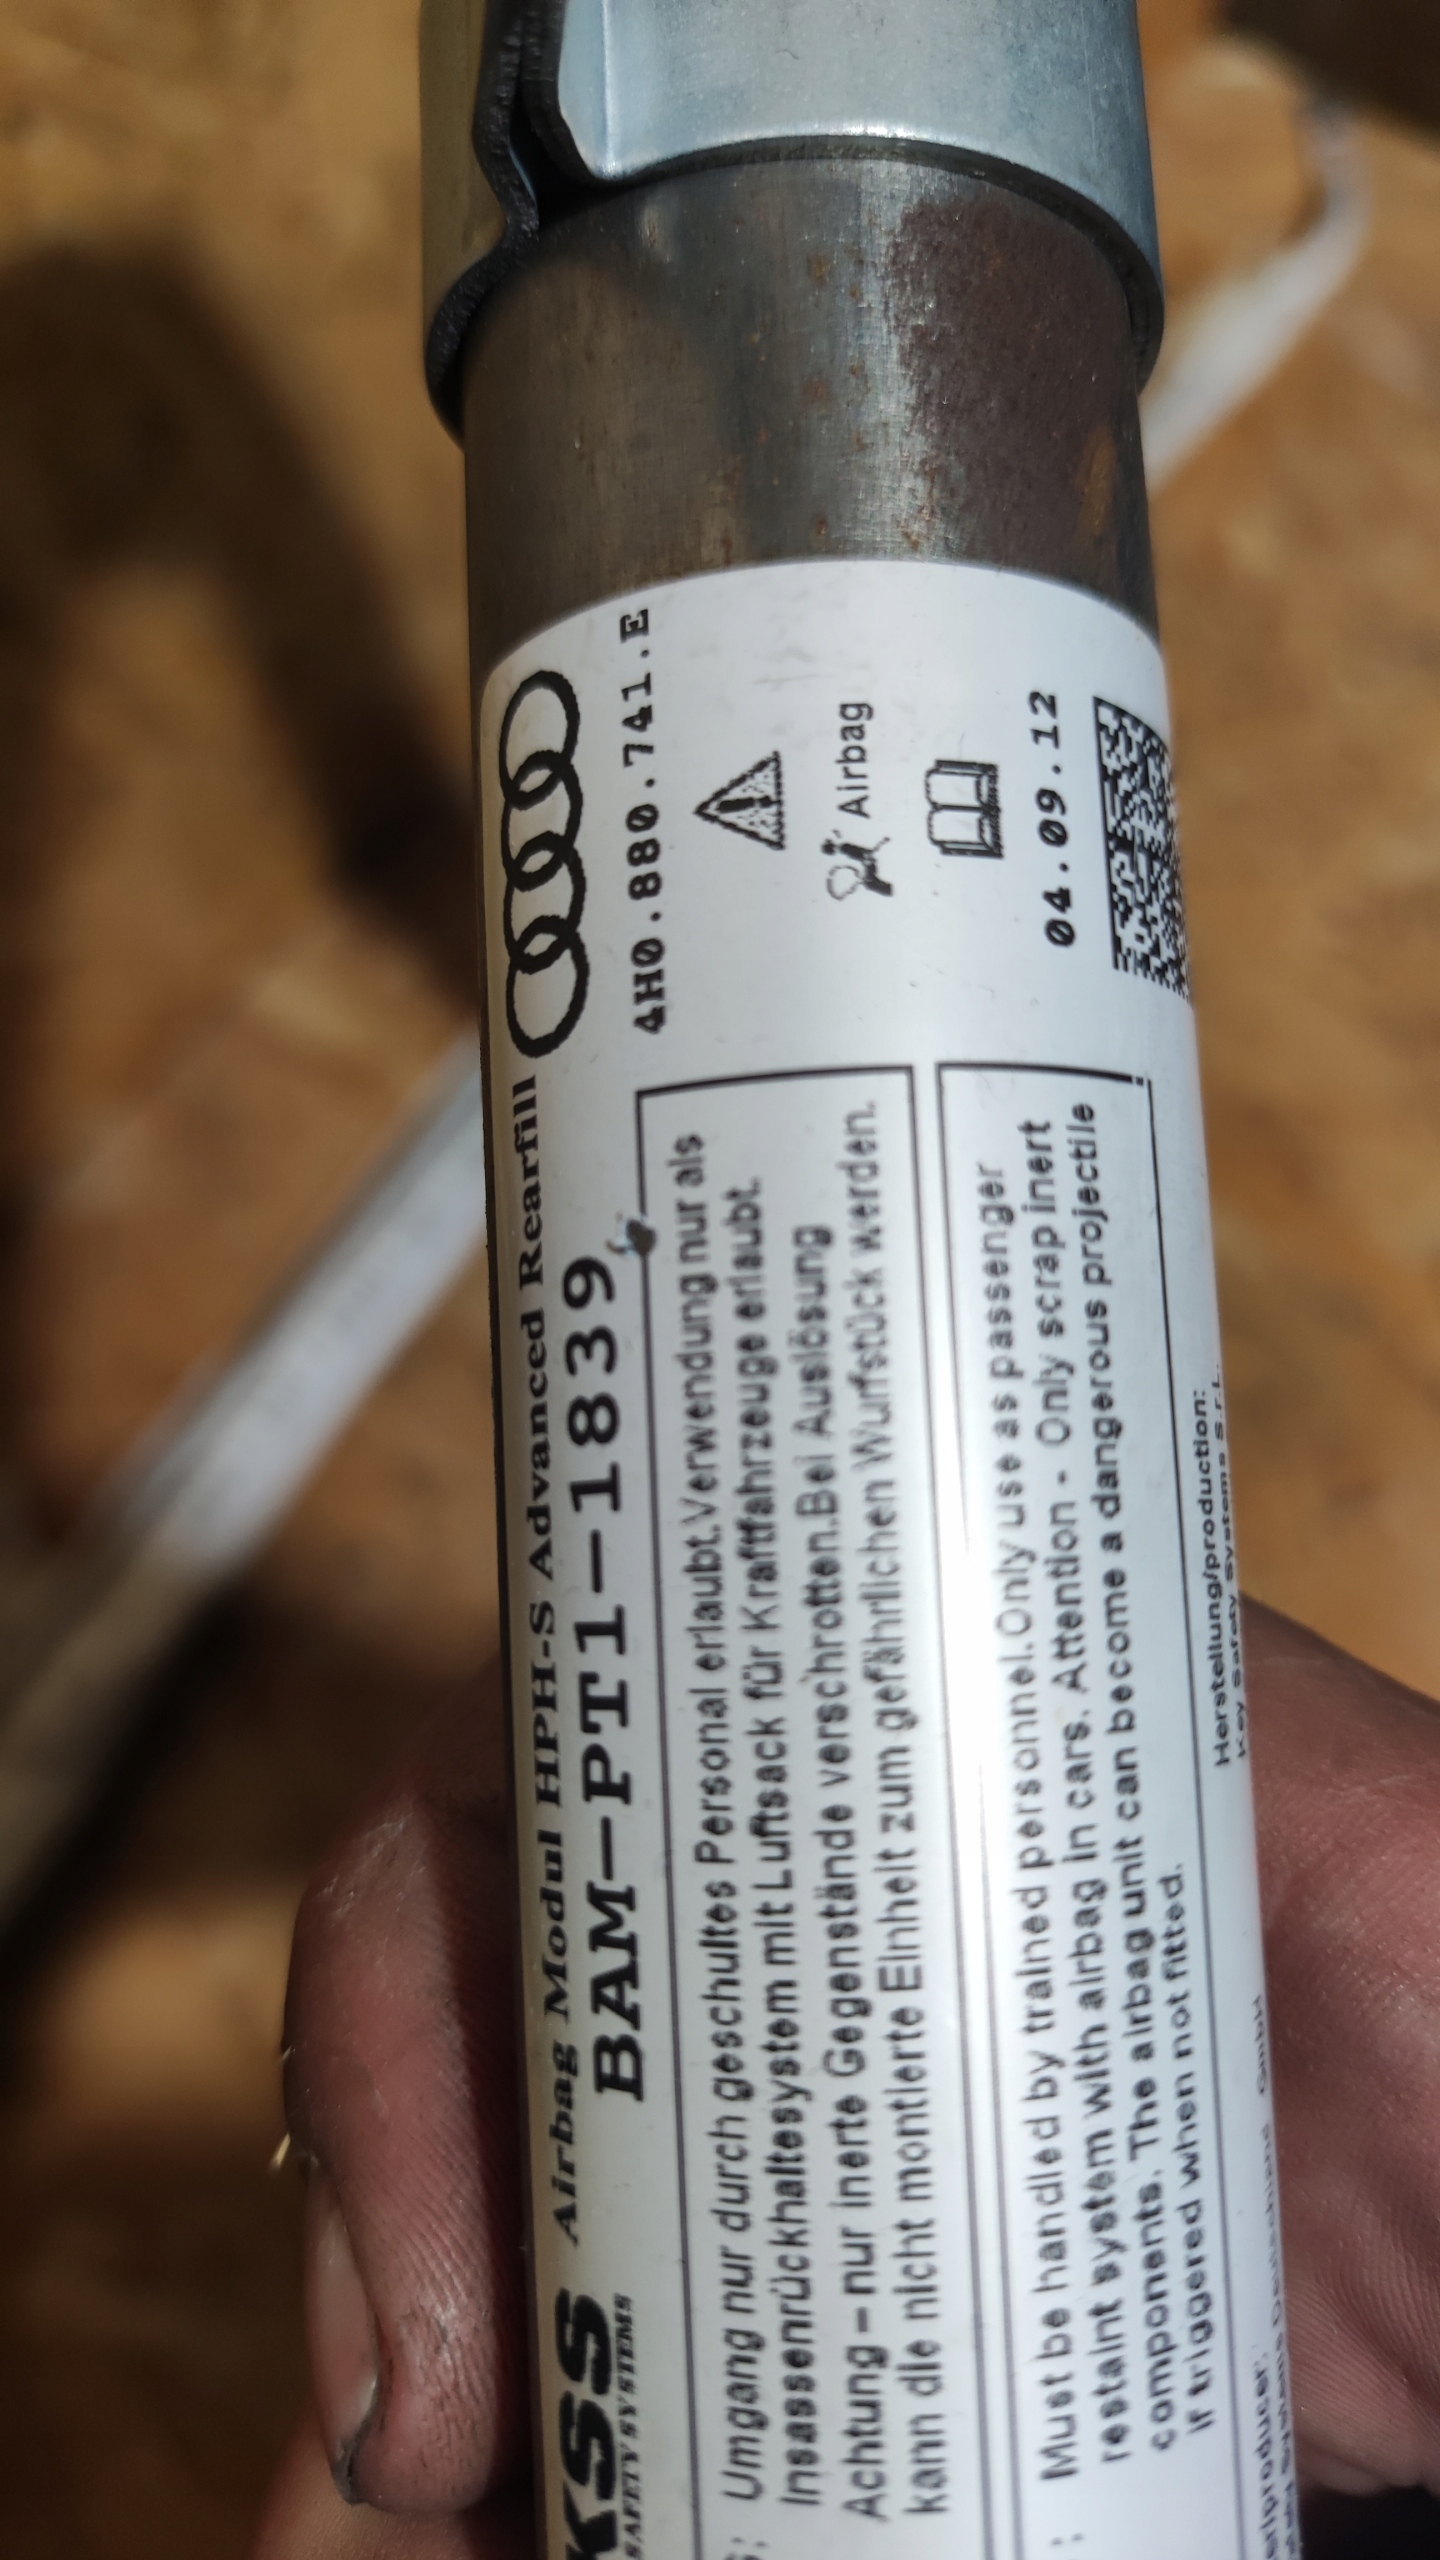 KSS Airbag Modul HPH-S Advanced Rearfill
SAFETY SYSTEMS BAM-PT1-1839
4H0.880.741.E
Airbag
04.09.12
Umgang nur durch geschultes Personal erlaubt.Verwendung nur als
Insassenrückhaltesystem mit Luftsack für Kraftfahrzeuge erlaubt.
Achtung – nur inerte Gegenstände verschrotten.Bei Auslösung
kann die nicht montierte Einheit zum gefährlichen Wurfstück werden.
Must be handled by trained personnel.Only use as passenger
restaint system with airbag in cars. Attention - Only scrap inert
components. The airbag unit can become a dangerous projectile
if triggered when not fitted.
Herstellung/production:
Key Safety Systems S.r.L.